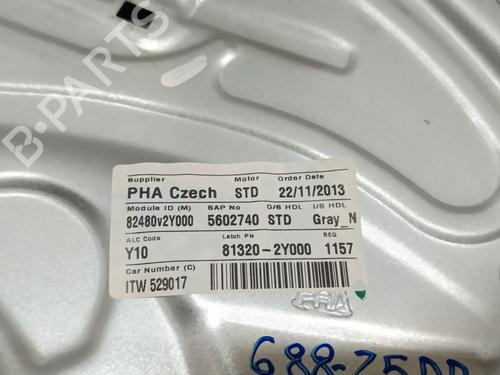 B-PARTS
Supplier Motor Order Date
PHA Czech STD 22/11/2013
Module ID (M) SAP No O/S HDL I/S HDL
82480v2Y000 5602740 STD Gray_N
ALC Code Latch PN SEQ
Y10 81320-2Y000 1157
Car Number (C)
ITW 529017
PHA